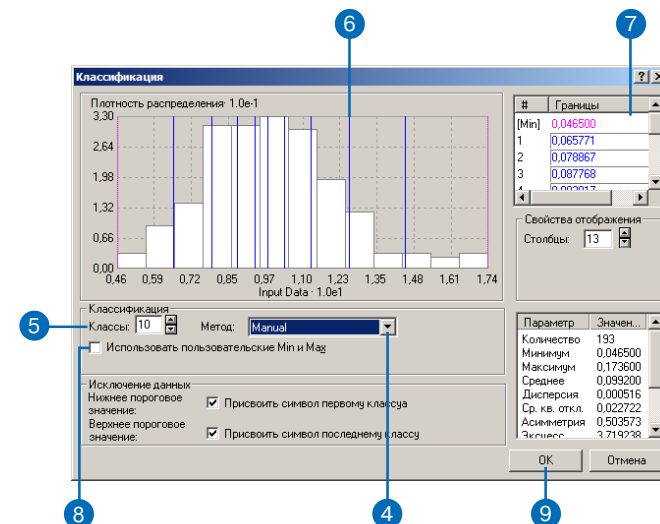 6
7
Классификация
Плотность распределения· 1.0e-1
3,30
2,64
1,98
1,32
0,66
0,00
0,46 0,59 0,72 0,85 0,97 1,10 1,23 1,35 1,48 1,61 1,74
Input Data · 1.0e1
# Границы
[Min] 0,046500
1 0,065771
2 0,078867
3 0,087768
Свойства отображения
Столбцы: 13
Классификация
5
Классы: 10 Метод: Manual
Использовать пользовательские Min и Max
Исключение данных
Нижнее пороговое значение: Присвоить символ первому классуа
Верхнее пороговое значение: Присвоить символ последнему классу
Параметр Значен...
Количество 193
Минимум 0,046500
Максимум 0,173600
Среднее 0,099200
Дисперсия 0,000516
Ср. кв. откл. 0,022722
Асимметрия 0,503573
Эксцесс 3,719238
OK Отмена
8
4
9